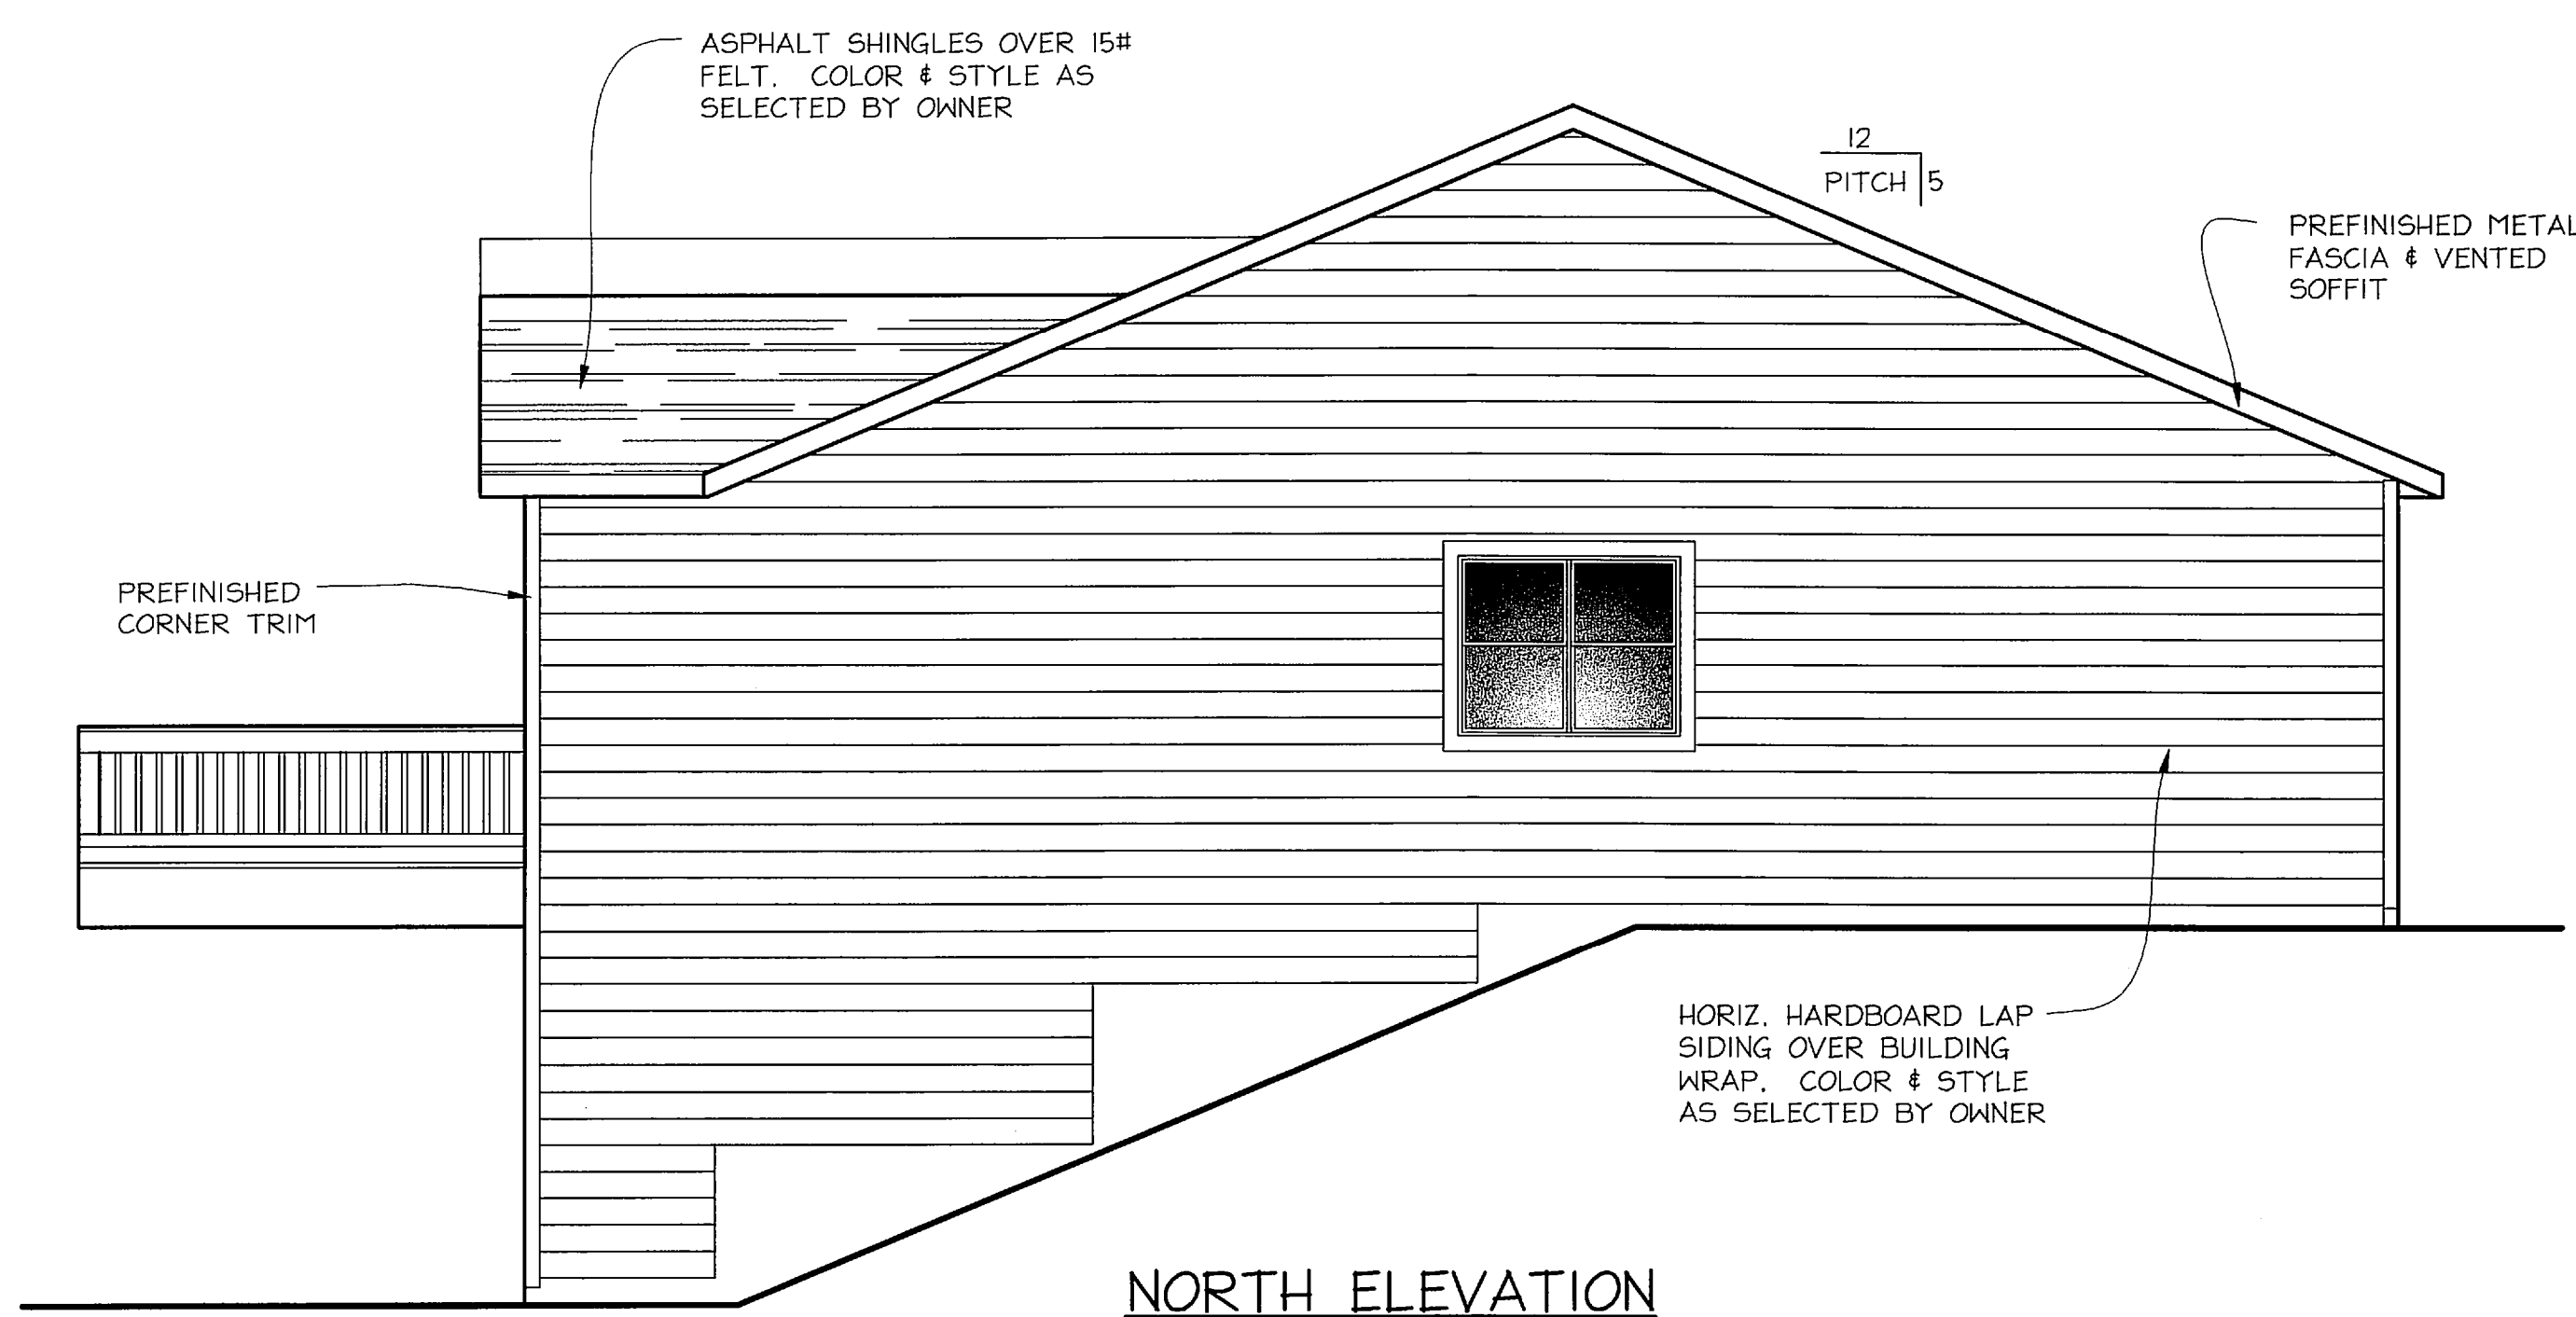 ASPHALT SHINGLES OVER 15#
FELT. COLOR & STYLE AS
SELECTED BY OWNER
12
PITCH 5
PREFINISHED METAL
FASCIA & VENTED
SOFFIT
PREFINISHED
CORNER TRIM
HORIZ. HARDBOARD LAP
SIDING OVER BUILDING
WRAP. COLOR & STYLE
AS SELECTED BY OWNER
NORTH ELEVATION